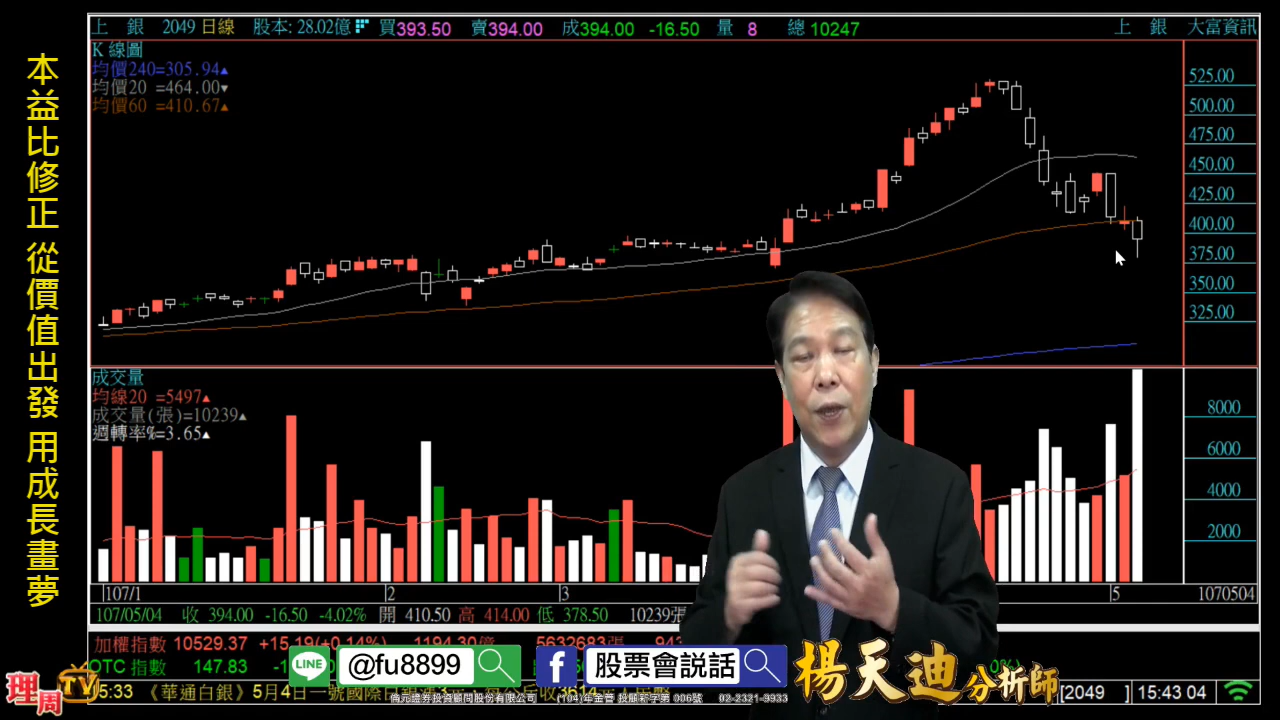 本益比修正 從價值出發 用成長畫夢
上 銀 2049 日線 股本: 28.02億 買393.50 賣394.00 成394.00 -16.50 量 8 總 10247 上 銀 大富資訊
K 線圖
均價240=305.94▲
均價20 =464.00▼
均價60 =410.67▲
525.00
500.00
475.00
450.00
425.00
400.00
375.00
350.00
325.00
成交量
均線20 =5497▲
成交量(張)=10239▲
週轉率%=3.65▲
8000
6000
4000
2000
107/1 2 3 5 1070504
107/05/04 收 394.00 -16.50 -4.02% 開 410.50 高 414.00 低 378.50 10239張
加權指數 10529.37 +15.19(+0.14%) 1194.30億 5632683張
OTC 指數 147.83
LINE @fu8899 f 股票會說話
楊天迪 分析師
理周TV
15:33 《華通白銀》5月4日一號國際
[2049 ] 15:43 04